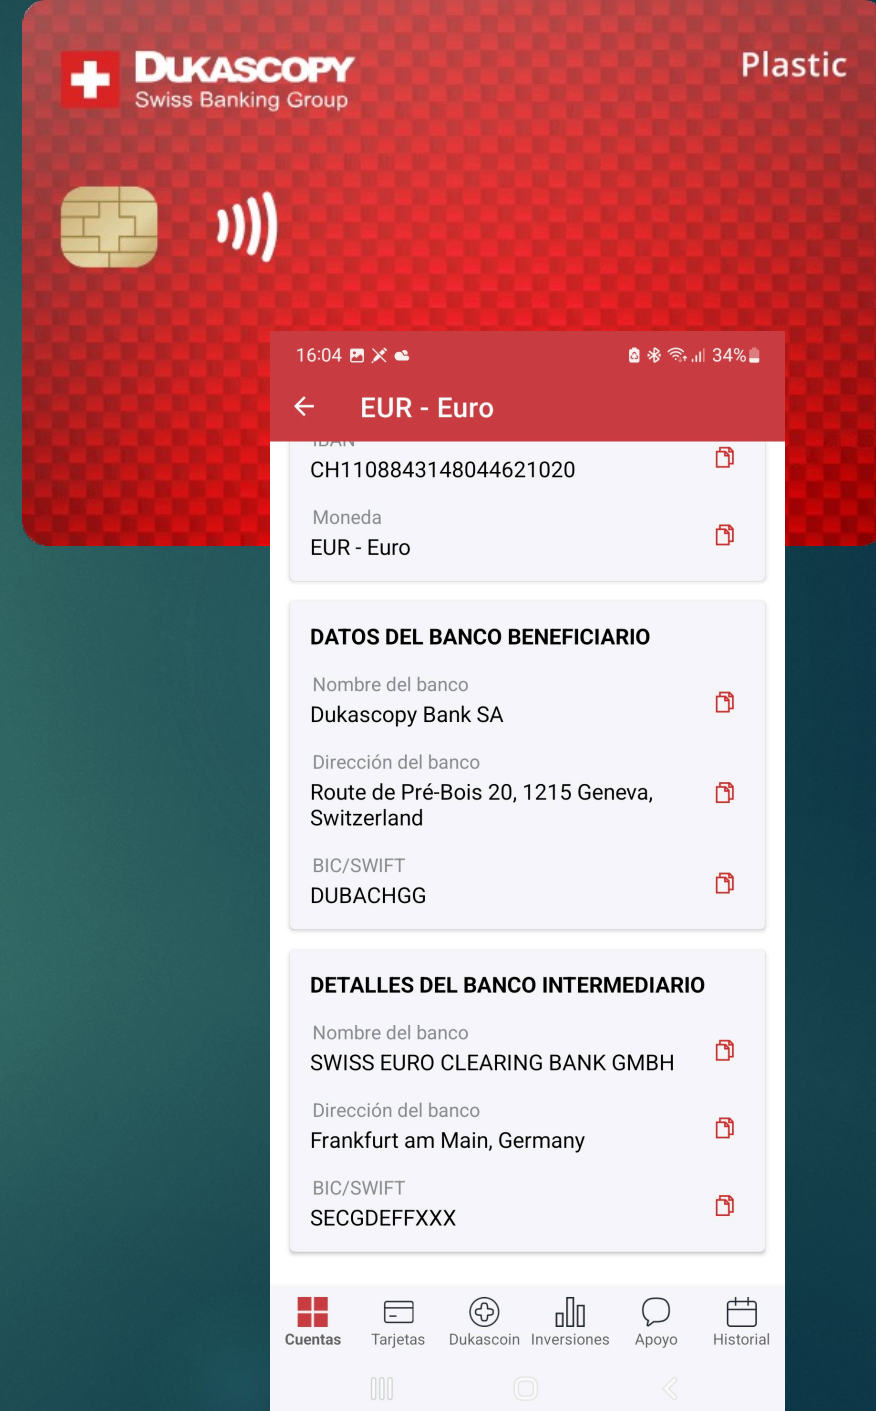 DUKASCOPY
Swiss Banking Group
Plastic
16:04
34%
EUR - Euro
IBAN
CH1108843148044621020
Moneda
EUR - Euro
DATOS DEL BANCO BENEFICIARIO
Nombre del banco
Dukascopy Bank SA
Dirección del banco
Route de Pré-Bois 20, 1215 Geneva,
Switzerland
BIC/SWIFT
DUBACHGG
DETALLES DEL BANCO INTERMEDIARIO
Nombre del banco
SWISS EURO CLEARING BANK GMBH
Dirección del banco
Frankfurt am Main, Germany
BIC/SWIFT
SECGDEFFXXX
Cuentas
Tarjetas
Dukascoin
Inversiones
Apoyo
Historial